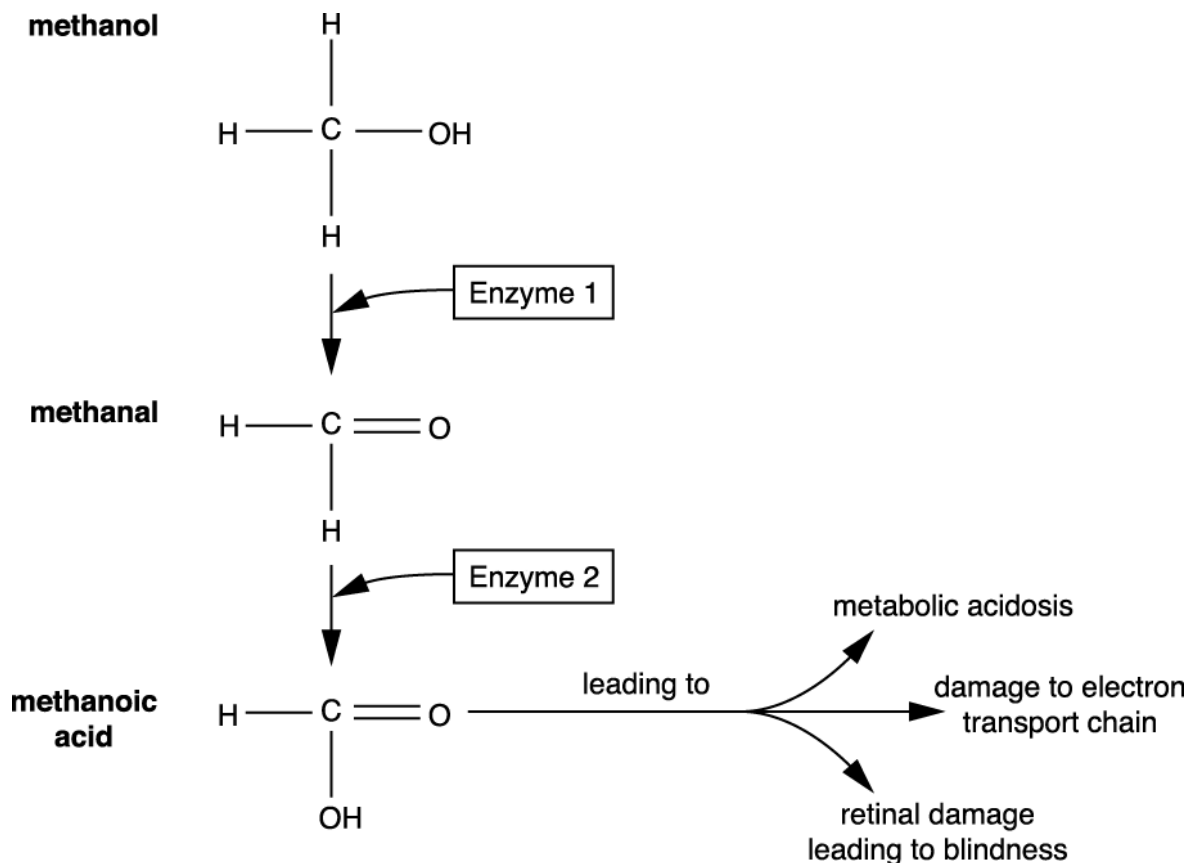 methanol
H
H C OH
H
Enzyme 1
methanal
H C O
H
Enzyme 2
metabolic acidosis
leading to
methanoic
acid
H C O
damage to electron
transport chain
OH
retinal damage
leading to blindness